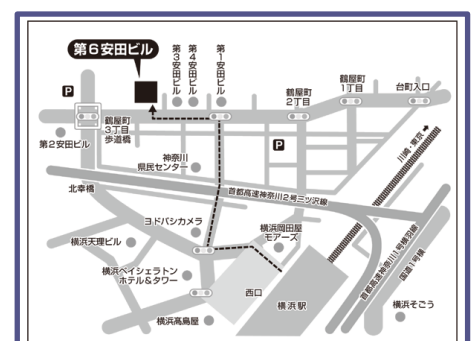 第6安田ビル
第3安田ビル
第4安田ビル
第1安田ビル
鶴屋町
2丁目
鶴屋町
1丁目
台町入口
P
鶴屋町
3丁目
歩道橋
第2安田ビル
P
神奈川
県民センター
川崎・東京
北幸橋
首都高速神奈川2号三ツ沢線
ヨドバシカメラ
横浜岡田屋
モアーズ
横浜天理ビル
横浜ベイシェラトン
ホテル&タワー
西口
横浜駅
首都高速神奈川1号横羽線
国道1号線
横浜そごう
横浜高島屋